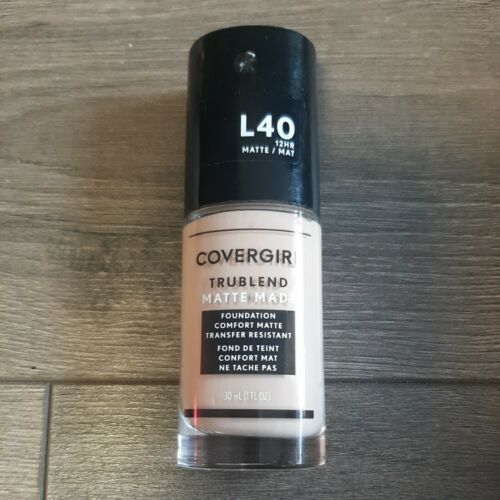 L40
12HR
MATTE / MAT
COVERGIRL
TRUBLEND
MATTE MADE
FOUNDATION
COMFORT MATTE
TRANSFER RESISTANT
FOND DE TEINT
CONFORT MAT
NE TACHE PAS
30 mL (1 FL OZ)